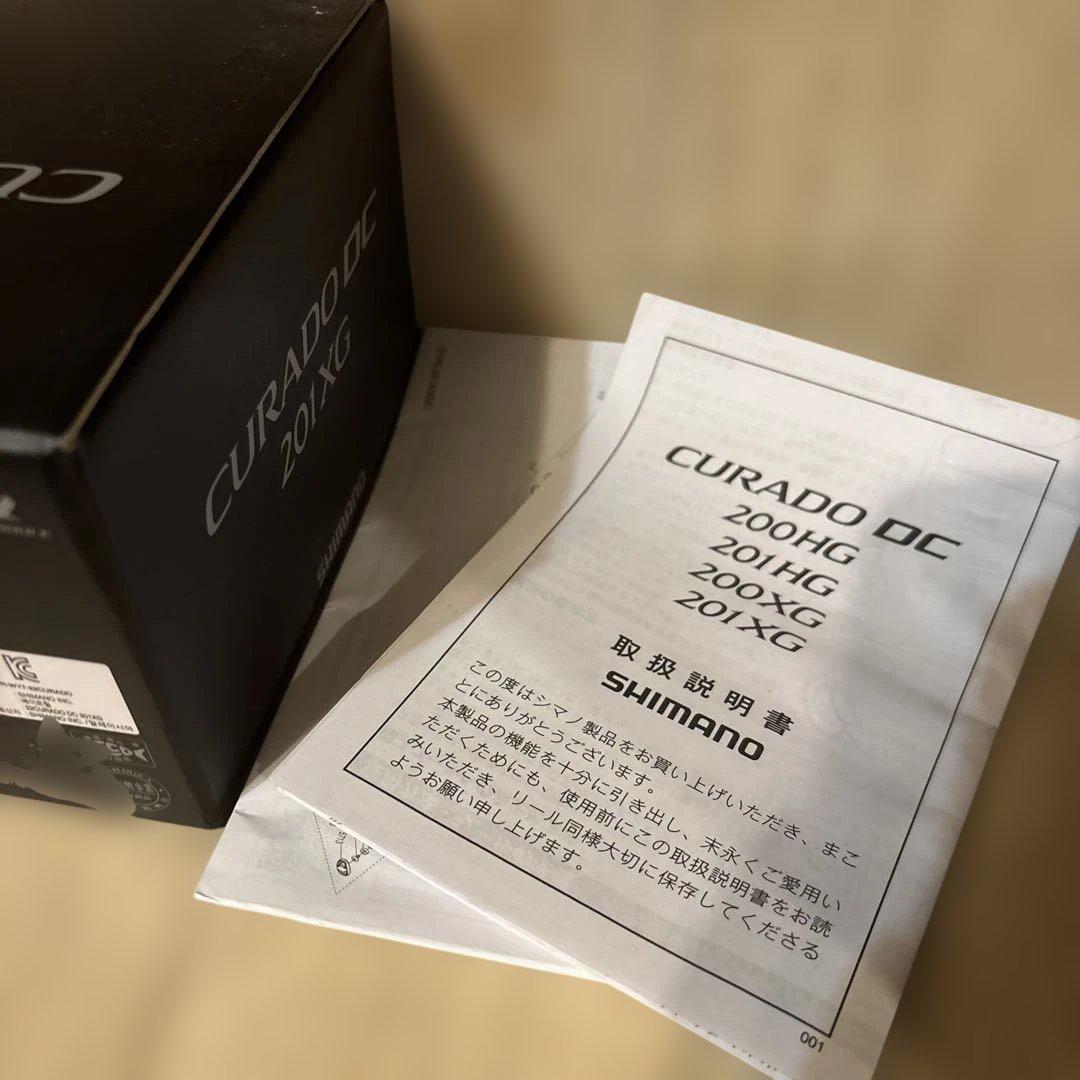 CU
CURADO DC
201XG
SHIMANO
SHIMANO INC.
CURADO DC
200HG
201HG
200XG
201XG
取扱説明書
SHIMANO
この度はシマノ製品をお買い上げいただき、まこ
とにありがとうございます。
本製品の機能を十分に引き出し、末永くご愛用い
ただくためにも、使用前にこの取扱説明書をお読
みいただき、リール同様大切に保存してくださる
ようお願い申し上げます。
001